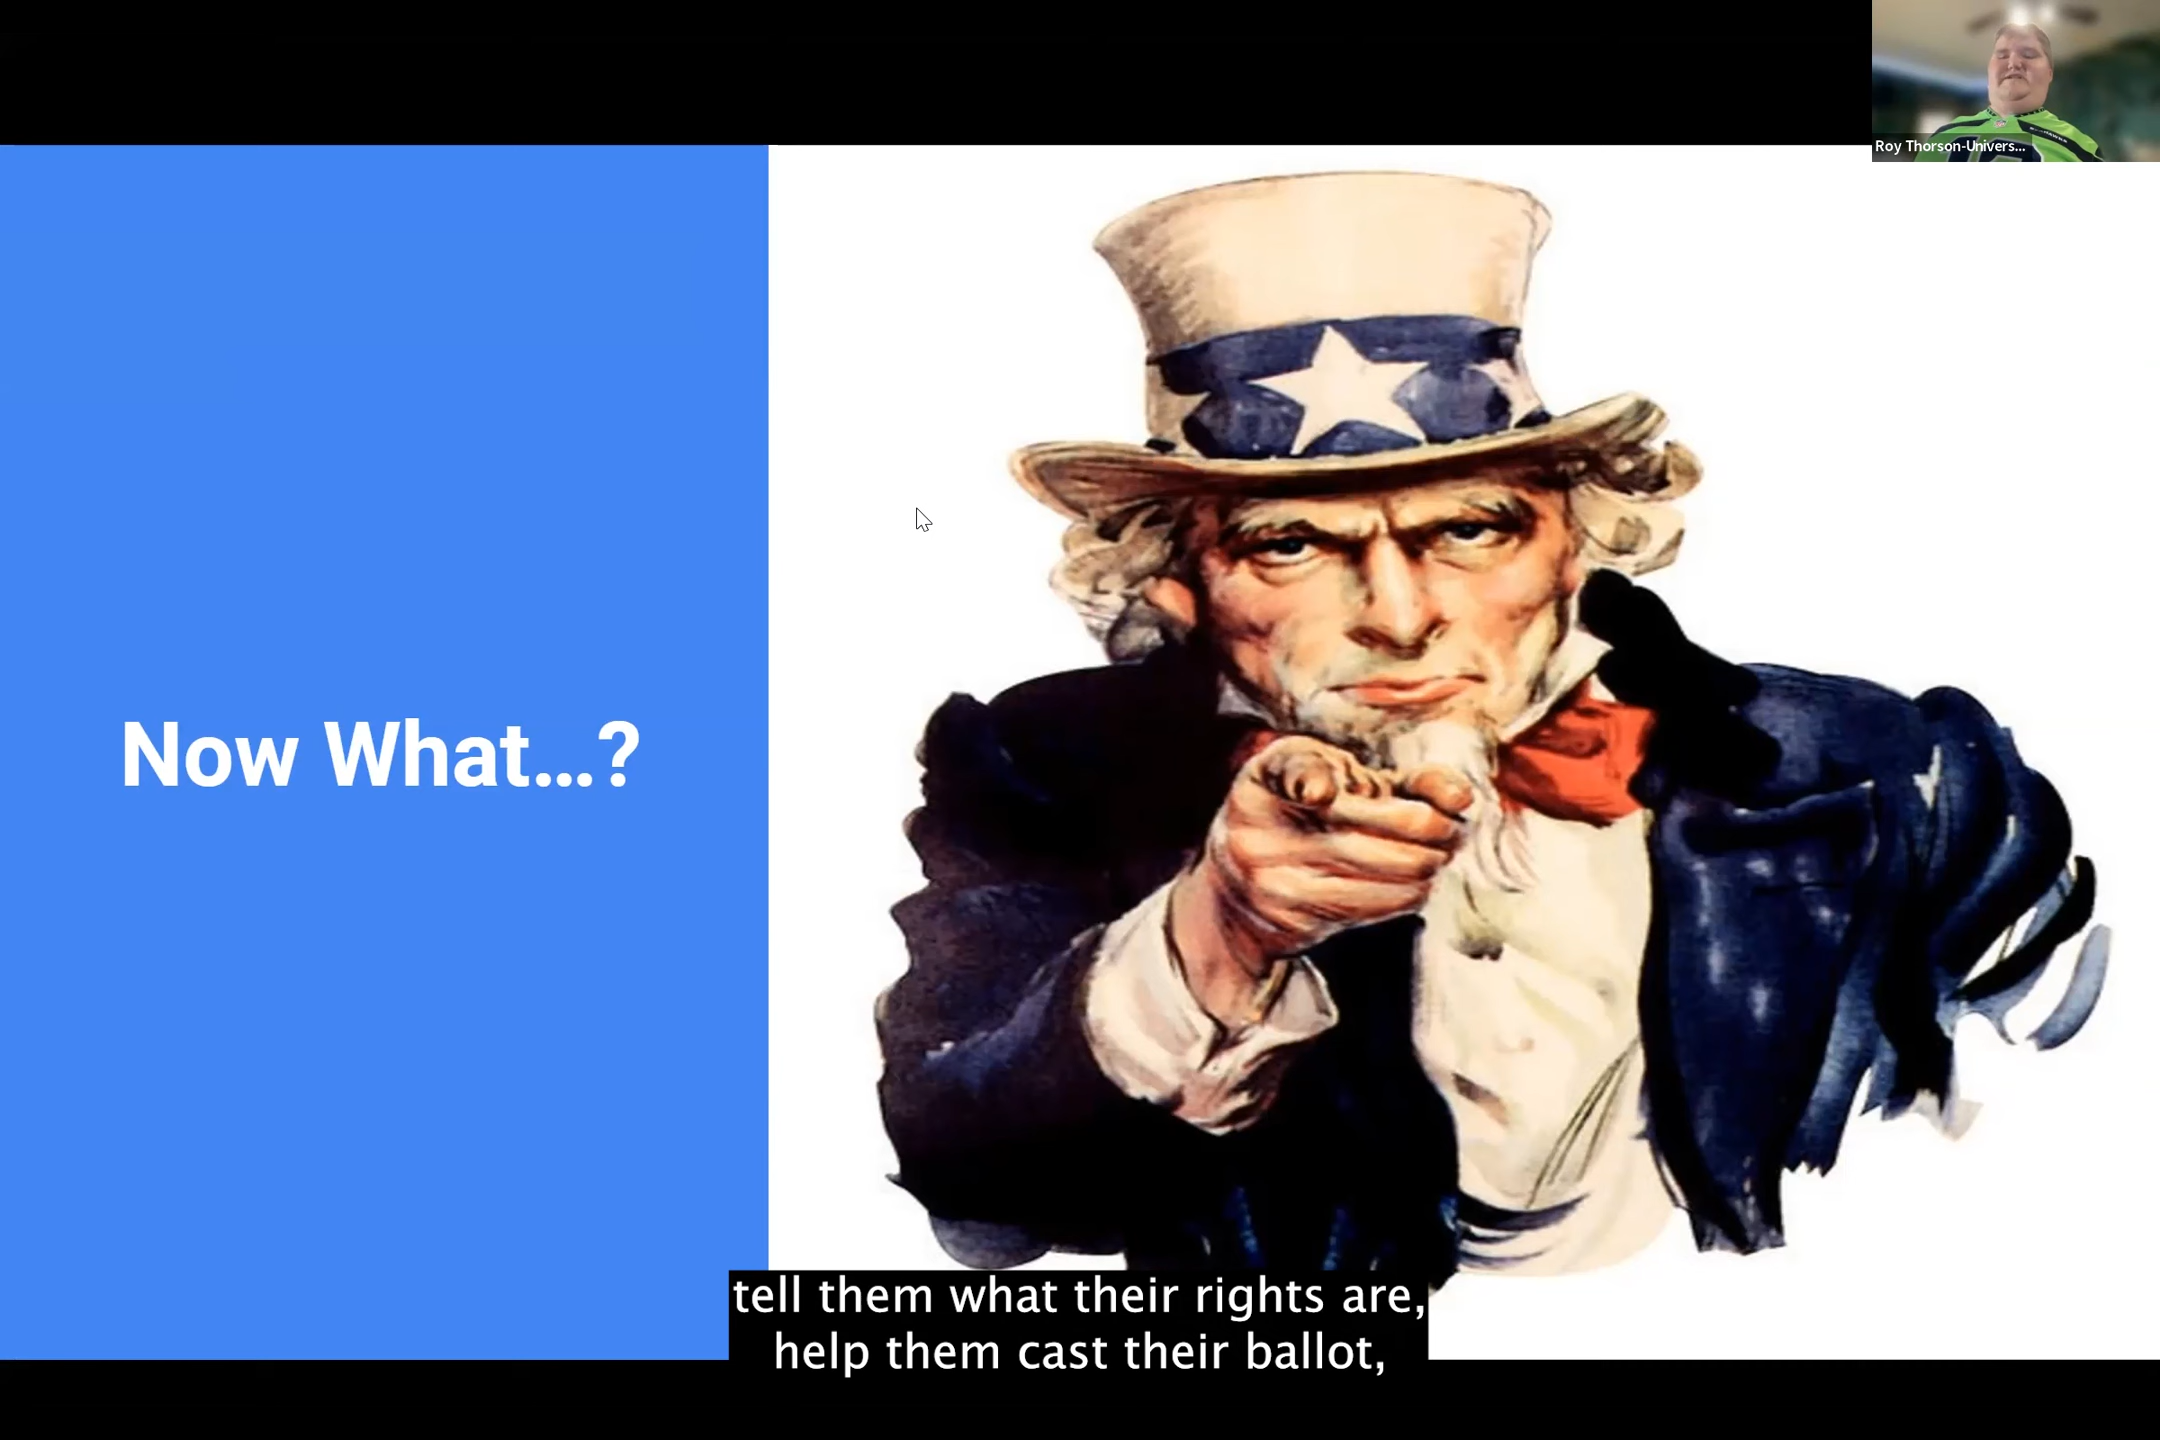 Roy Thorson-Univers...
Now What...?
tell them what their rights are,
help them cast their ballot,